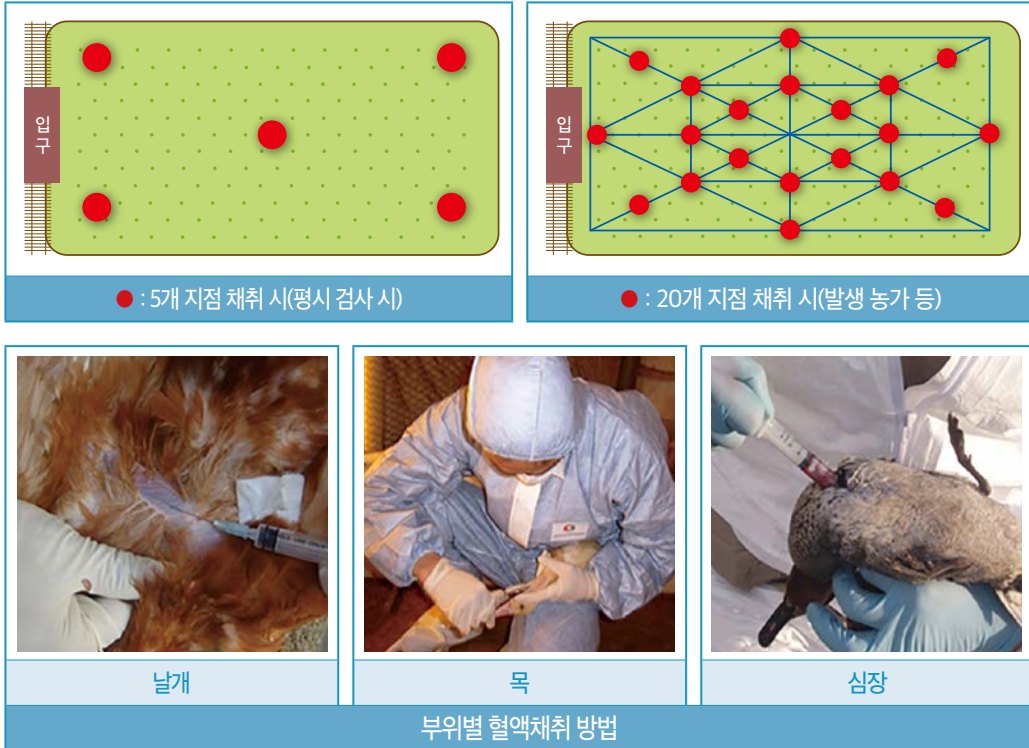 입구
입구
● : 5개 지점 채취 시(평시 검사 시)
● : 20개 지점 채취 시(발생 농가 등)
날개
목
심장
부위별 혈액채취 방법